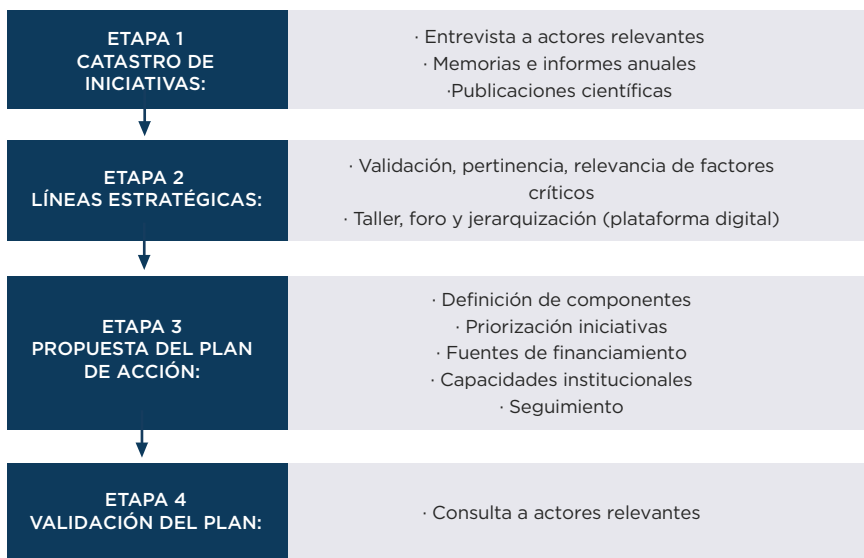 ETAPA 1
CATASTRO DE
INICIATIVAS:
· Entrevista a actores relevantes
· Memorias e informes anuales
·Publicaciones científicas
ETAPA 2
LÍNEAS ESTRATÉGICAS:
· Validación, pertinencia, relevancia de factores
críticos
· Taller, foro y jerarquización (plataforma digital)
ETAPA 3
PROPUESTA DEL PLAN
DE ACCIÓN:
· Definición de componentes
· Priorización iniciativas
· Fuentes de financiamiento
· Capacidades institucionales
· Seguimiento
ETAPA 4
VALIDACIÓN DEL PLAN:
· Consulta a actores relevantes